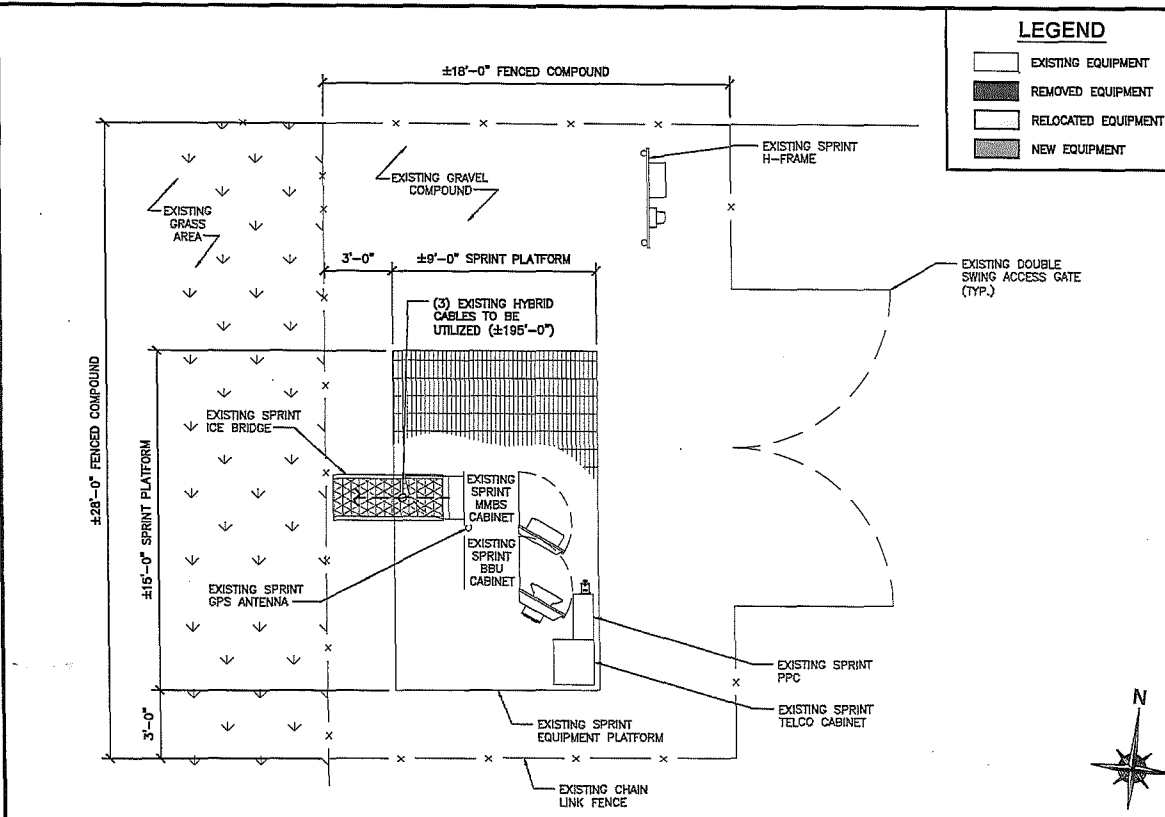 LEGEND
EXISTING EQUIPMENT
REMOVED EQUIPMENT
RELOCATED EQUIPMENT
NEW EQUIPMENT
±18'-0" FENCED COMPOUND
EXISTING SPRINT
H-FRAME
EXISTING GRAVEL
COMPOUND
EXISTING
GRASS
AREA
3'-0"
±9'-0" SPRINT PLATFORM
EXISTING DOUBLE
SWING ACCESS GATE
(TYP.)
(3) EXISTING HYBRID
CABLES TO BE
UTILIZED (±195'-0")
±28'-0" FENCED COMPOUND
±15'-0" SPRINT PLATFORM
EXISTING SPRINT
ICE BRIDGE
EXISTING
SPRINT
MMBS
CABINET
EXISTING
SPRINT
BBU
CABINET
EXISTING SPRINT
GPS ANTENNA
EXISTING SPRINT
PPC
EXISTING SPRINT
TELCO CABINET
3'-0"
EXISTING SPRINT
EQUIPMENT PLATFORM
EXISTING CHAIN
LINK FENCE
N